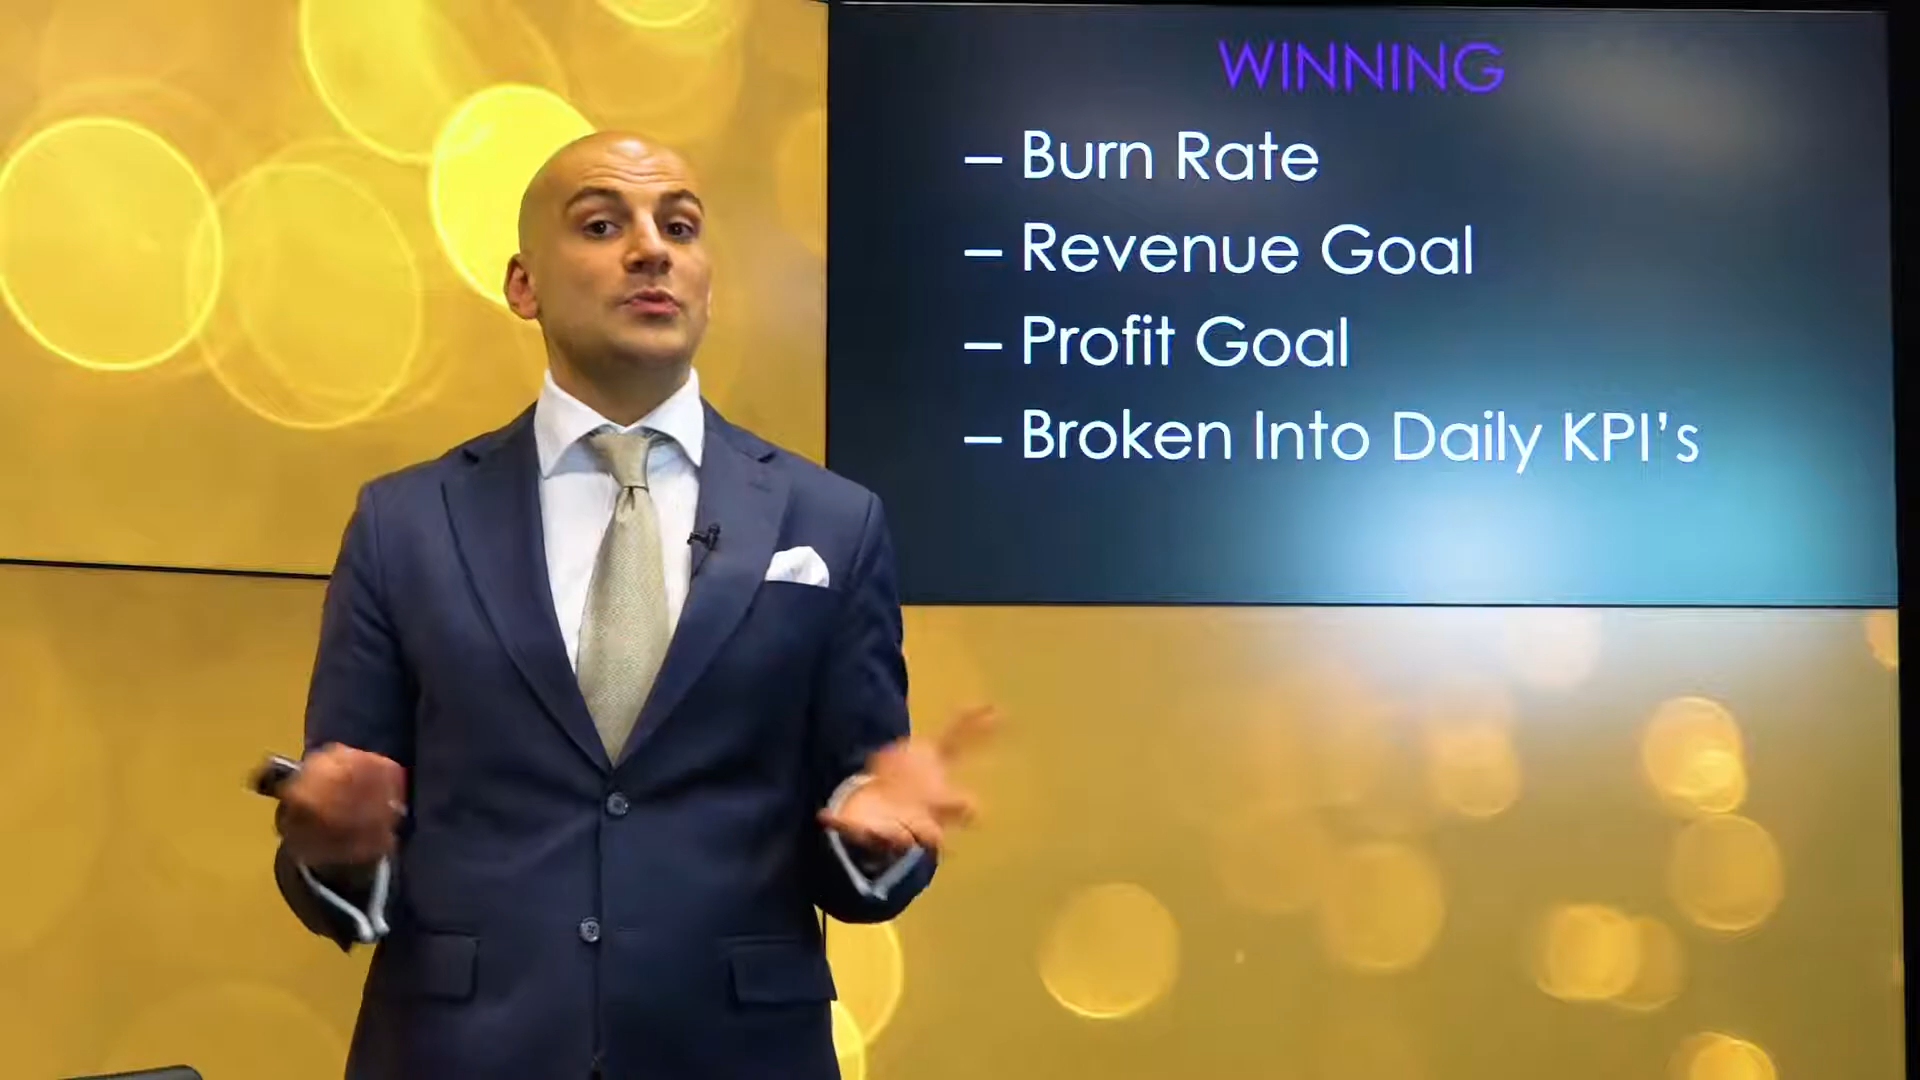 WINNING
– Burn Rate
– Revenue Goal
– Profit Goal
– Broken Into Daily KPI’s